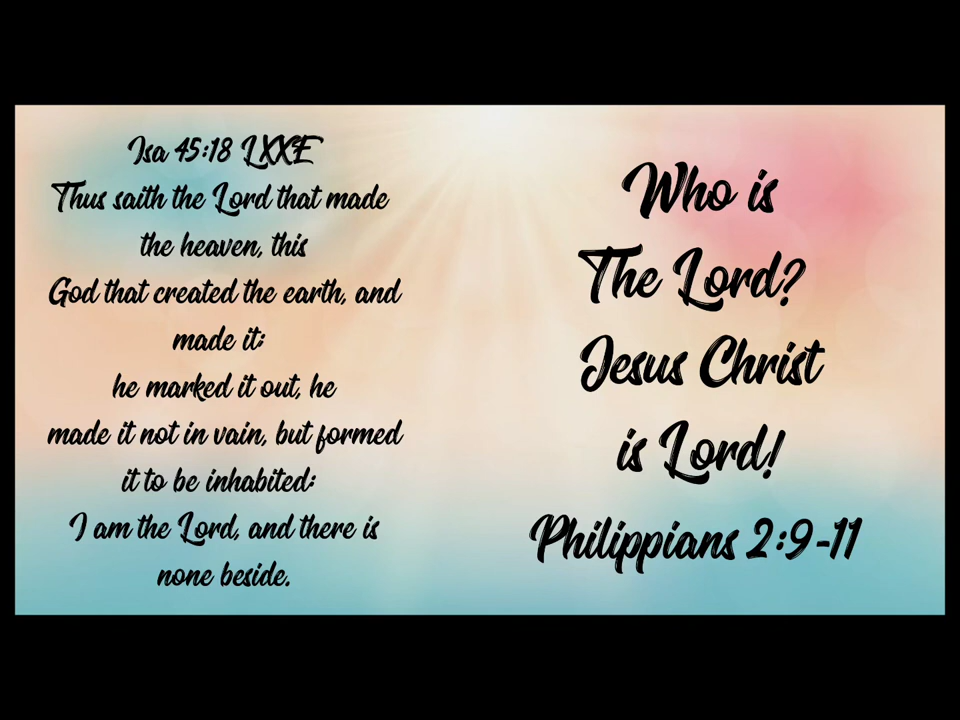 Isa 45:18 LXXE
Thus saith the Lord that made
the heaven, this
God that created the earth, and
made it;
he marked it out, he
made it not in vain, but formed
it to be inhabited:
I am the Lord, and there is
none beside.
Who is
The Lord?
Jesus Christ
is Lord!
Philippians 2:9-11